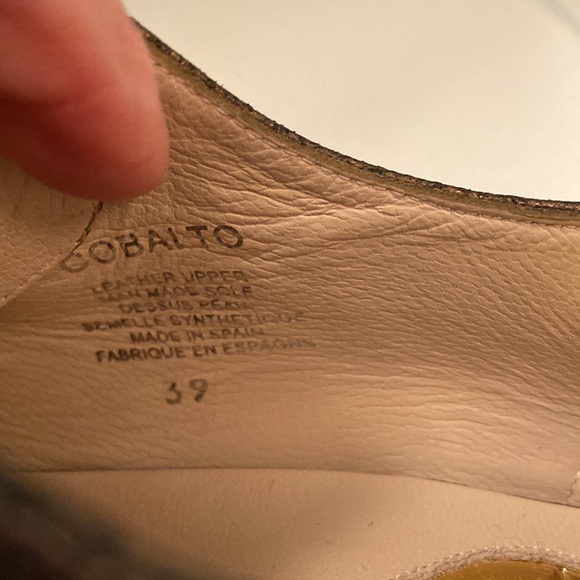 COBALTO
LEATHER UPPER
MAN MADE SOLE
DESSUS PEAU
SEMELLE SYNTHETIQUE
MADE IN SPAIN
FABRIQUE EN ESPAGNE
39